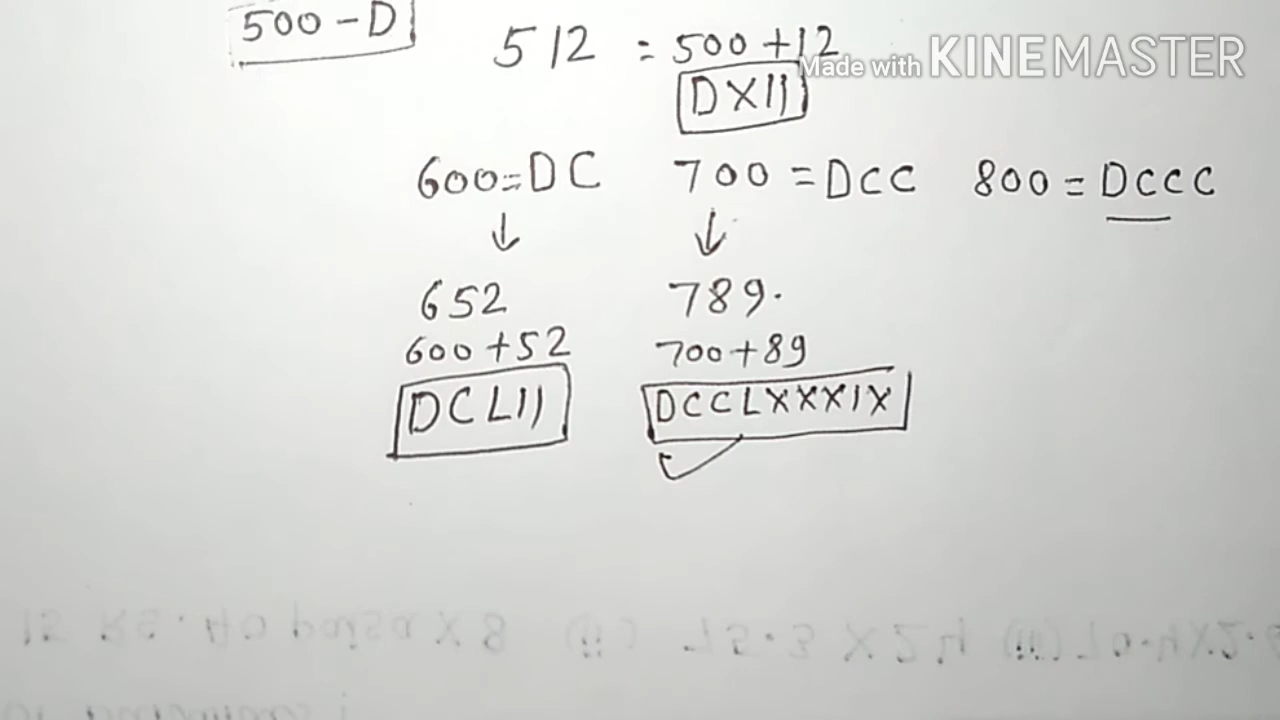 500 - D
512 = 500 + 12
Made with KINEMASTER
DXII
600 = DC 700 = DCC 800 = DCCC
↓ ↓
652 789.
600 + 52 700 + 89
DCLII DCCLXXXIX